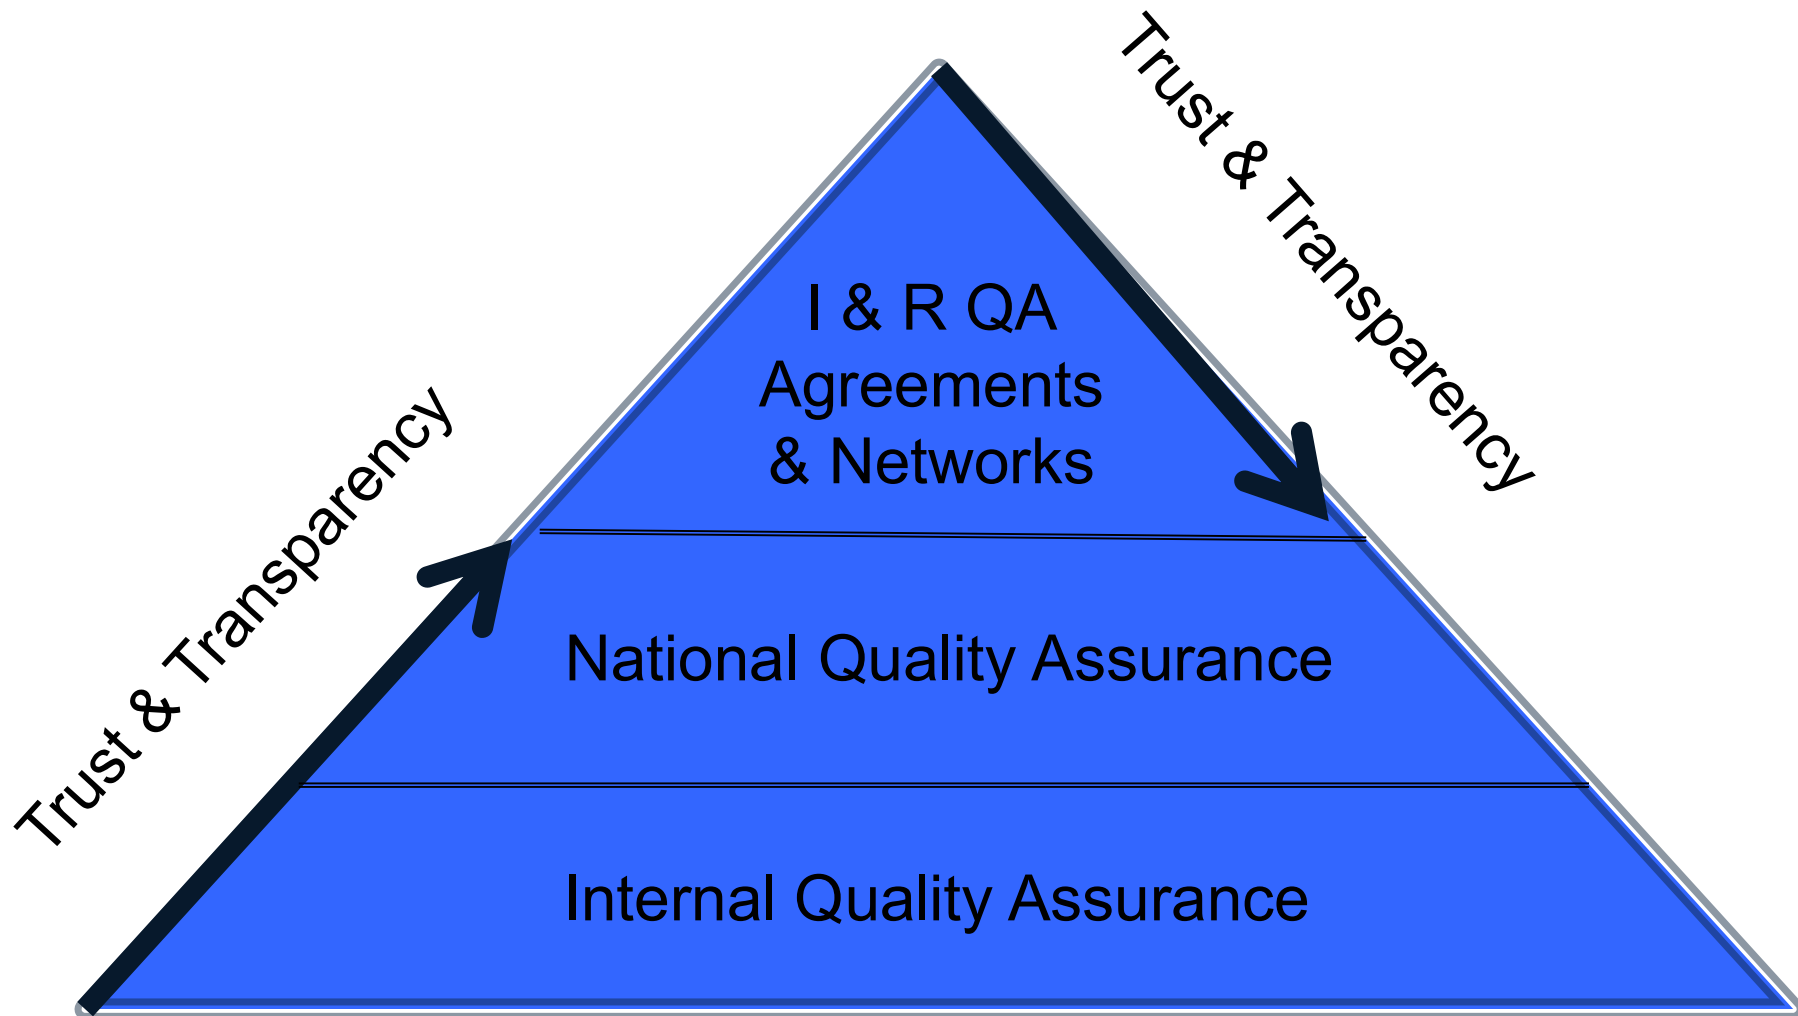 Trust & Transparency
I & R QA
Agreements
& Networks
Trust & Transparency
National Quality Assurance
Internal Quality Assurance